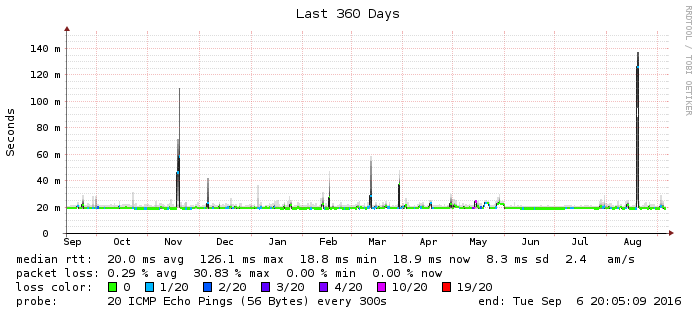 Last 360 Days
RRDTOOL / TOBI OETIKER
Seconds
140 m
120 m
100 m
80 m
60 m
40 m
20 m
0
Sep Oct Nov Dec Jan Feb Mar Apr May Jun Jul Aug
median rtt: 20.0 ms avg 126.1 ms max 18.8 ms min 18.9 ms now 8.3 ms sd 2.4 am/s
packet loss: 0.29 % avg 30.83 % max 0.00 % min 0.00 % now
loss color: 0 1/20 2/20 3/20 4/20 10/20 19/20
probe: 20 ICMP Echo Pings (56 Bytes) every 300s end: Tue Sep 6 20:05:09 2016